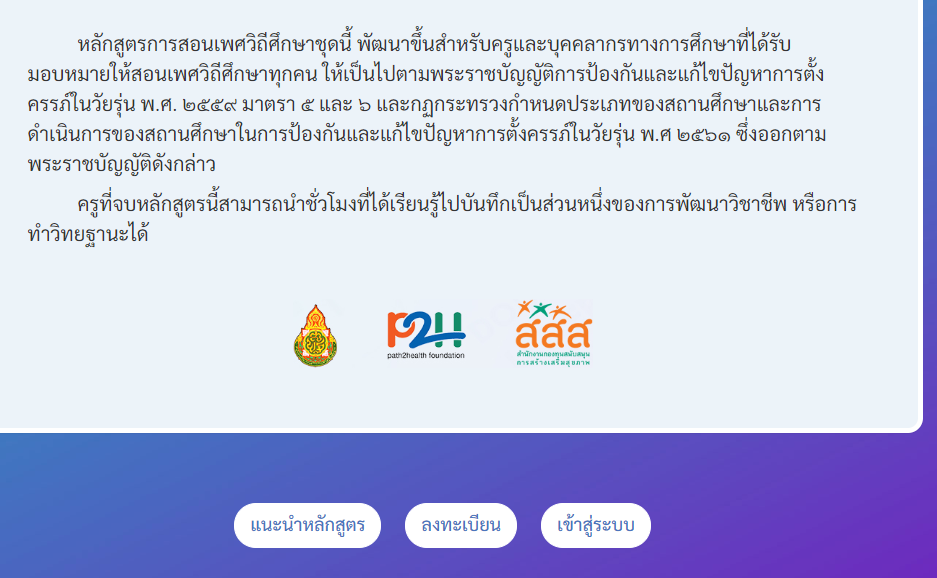 หลักสูตรการสอนเพศวิถีศึกษาชุดนี้ พัฒนาขึ้นสำหรับครูและบุคคลากรทางการศึกษาที่ได้รับ
มอบหมายให้สอนเพศวิถีศึกษาทุกคน ให้เป็นไปตามพระราชบัญญัติการป้องกันและแก้ไขปัญหาการตั้ง
ครรภ์ในวัยรุ่น พ.ศ. ๒๕๕๙ มาตรา ๕ และ ๖ และกฏกระทรวงกำหนดประเภทของสถานศึกษาและการ
ดำเนินการของสถานศึกษาในการป้องกันและแก้ไขปัญหาการตั้งครรภ์ในวัยรุ่น พ.ศ ๒๕๖๑ ซึ่งออกตาม
พระราชบัญญัติดังกล่าว
ครูที่จบหลักสูตรนี้สามารถนำชั่วโมงที่ได้เรียนรู้ไปบันทึกเป็นส่วนหนึ่งของการพัฒนาวิชาชีพ หรือการ
ทำวิทยฐานะได้
p2H
path2health foundation
สสส
สำนักงานกองทุนสนับสนุน
การสร้างเสริมสุขภาพ
แนะนำหลักสูตร ลงทะเบียน เข้าสู่ระบบ